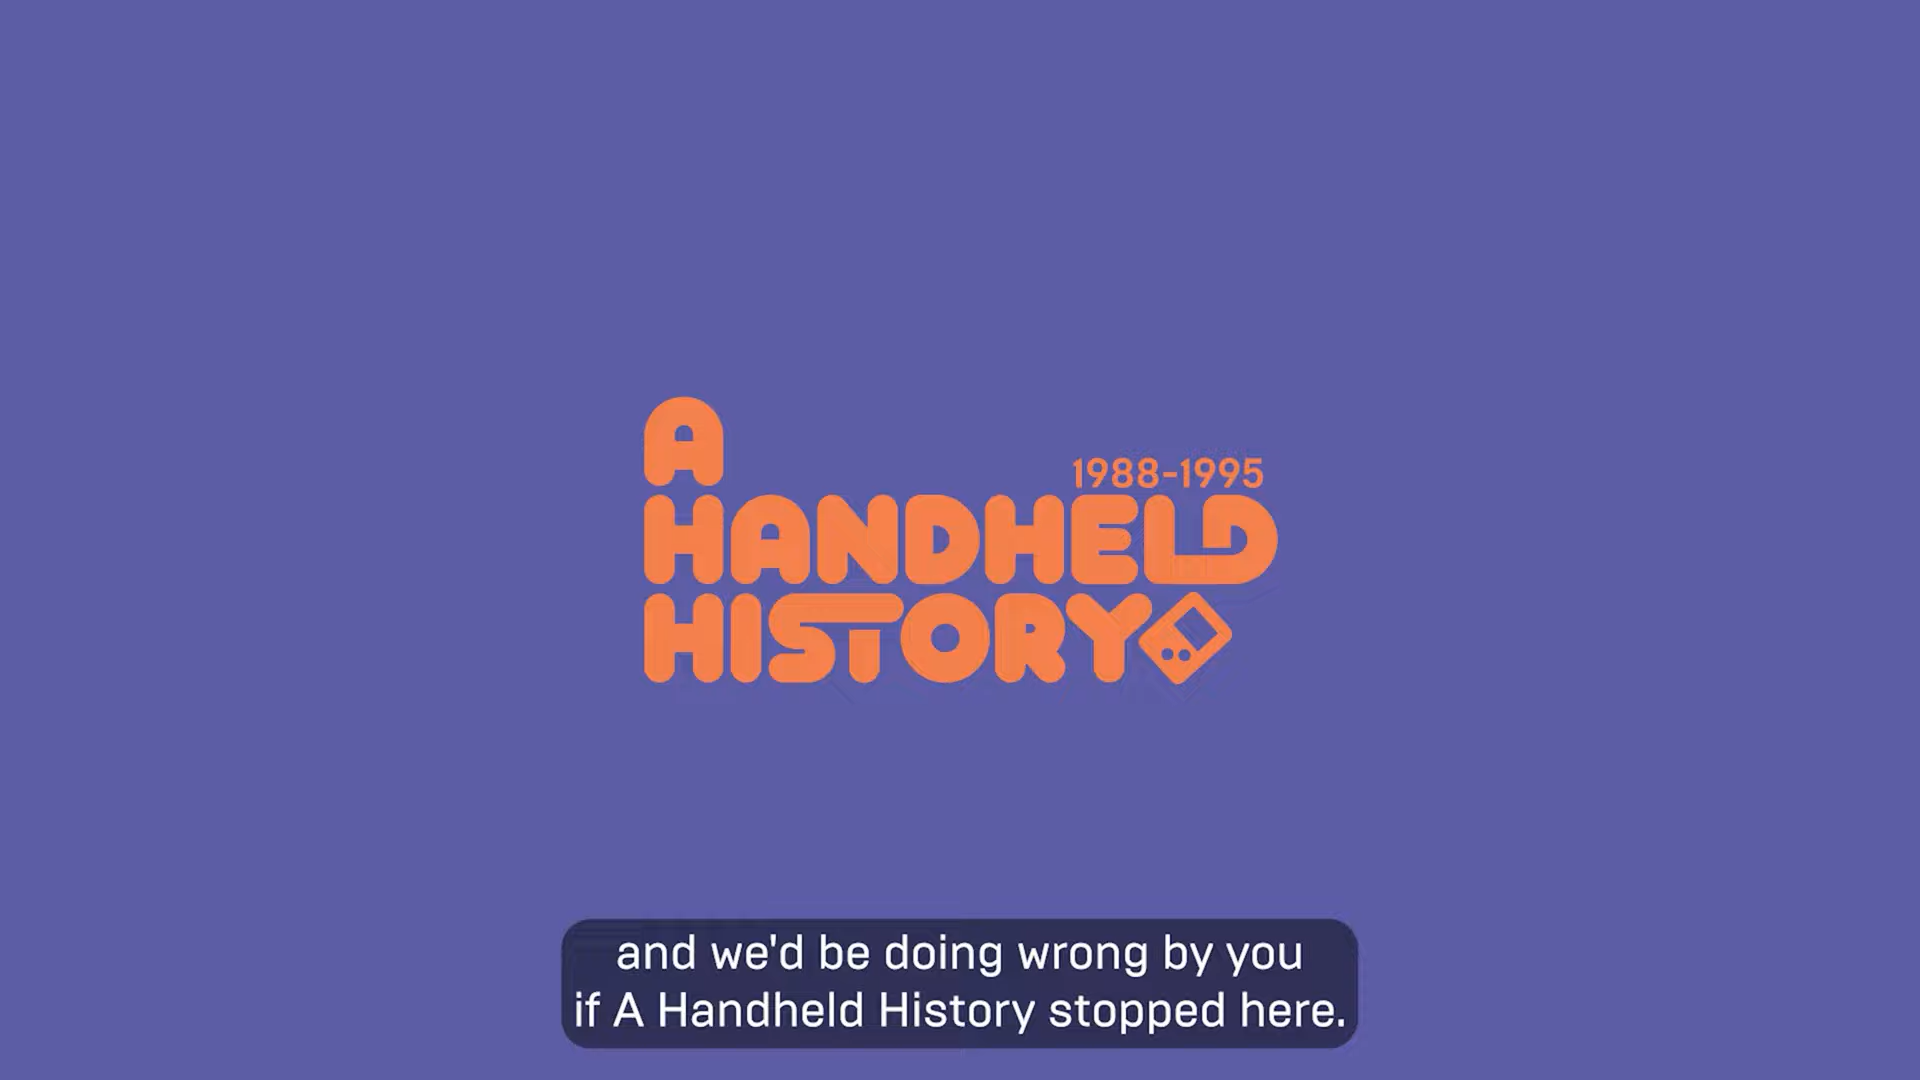 A
1988-1995
HANDHELD
HISTORY
and we'd be doing wrong by you
if A Handheld History stopped here.